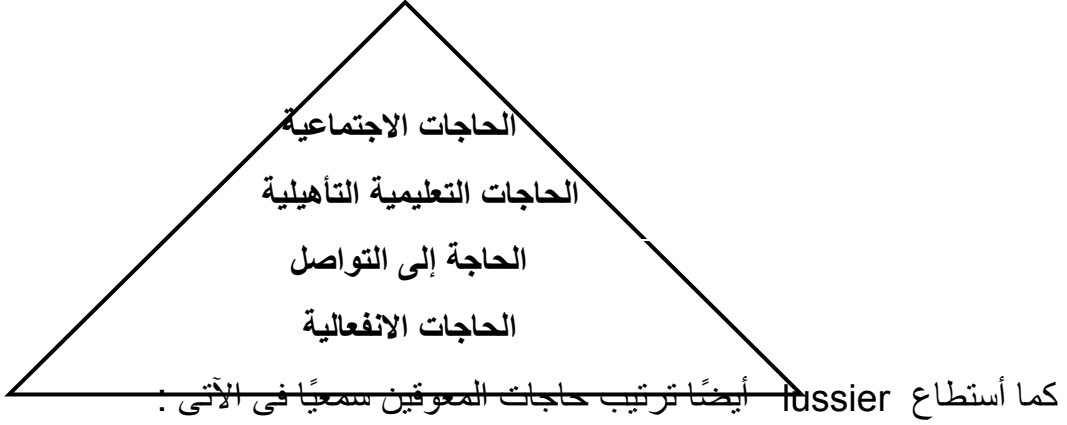 الحاجات الاجتماعية
الحاجات التعليمية التأهيلية
الحاجة إلى التواصل
الحاجات الانفعالية
كما أستطاع lussier أيضًا ترتيب حاجات المعوقين سمعيًا فى الآتى :